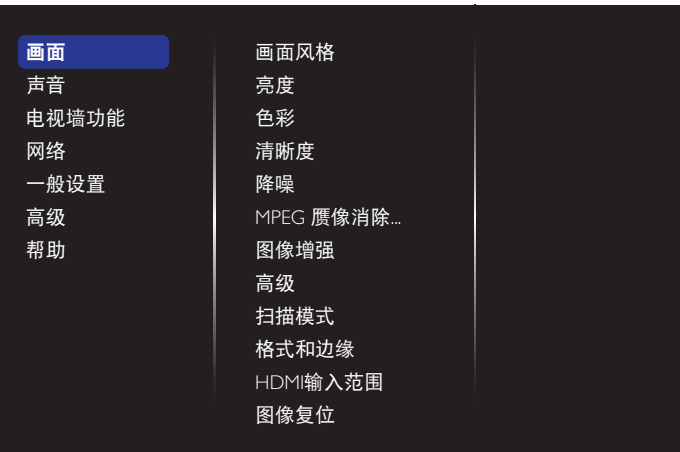 画面
声音
电视墙功能
网络
一般设置
高级
帮助
画面风格
亮度
色彩
清晰度
降噪
MPEG 赝像消除...
图像增强
高级
扫描模式
格式和边缘
HDMI输入范围
图像复位